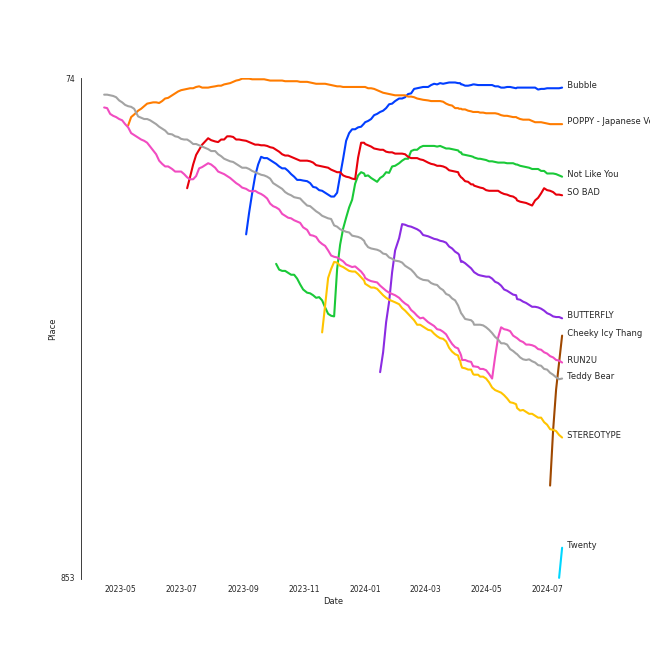 74
Bubble
POPPY - Japanese
Not Like You
SO BAD
BUTTERFLY
Cheeky Icy Thang
RUN2U
Teddy Bear
STEREOTYPE
Twenty
853
Place
2023-05 2023-07 2023-09 2023-11 2024-01 2024-03 2024-05 2024-07
Date